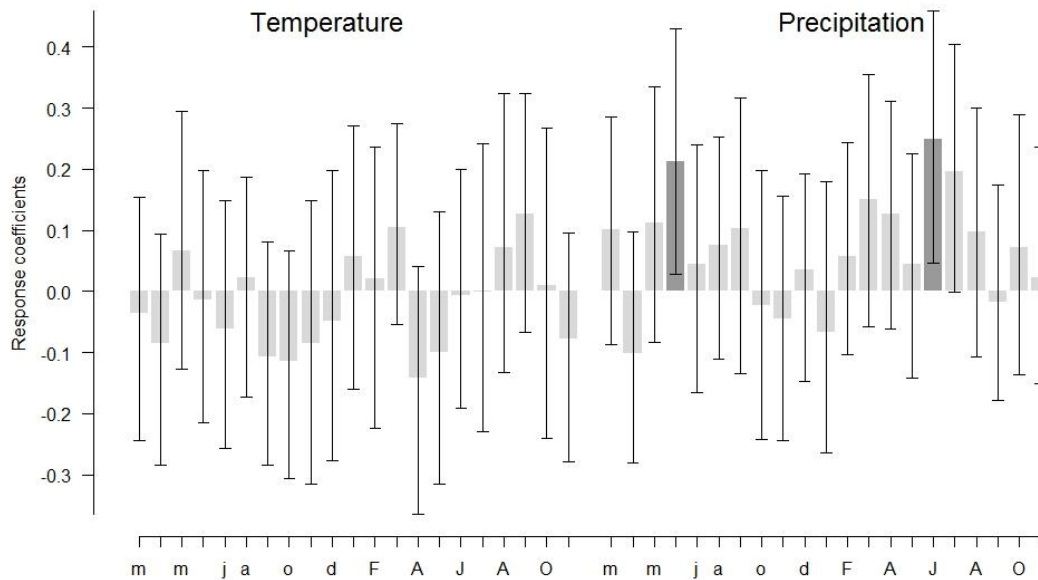 Temperature Precipitation
Response coefficients
0.4
0.3
0.2
0.1
0.0
-0.1
-0.2
-0.3
m m j a o d F A J A O m m j a o d F A J A O